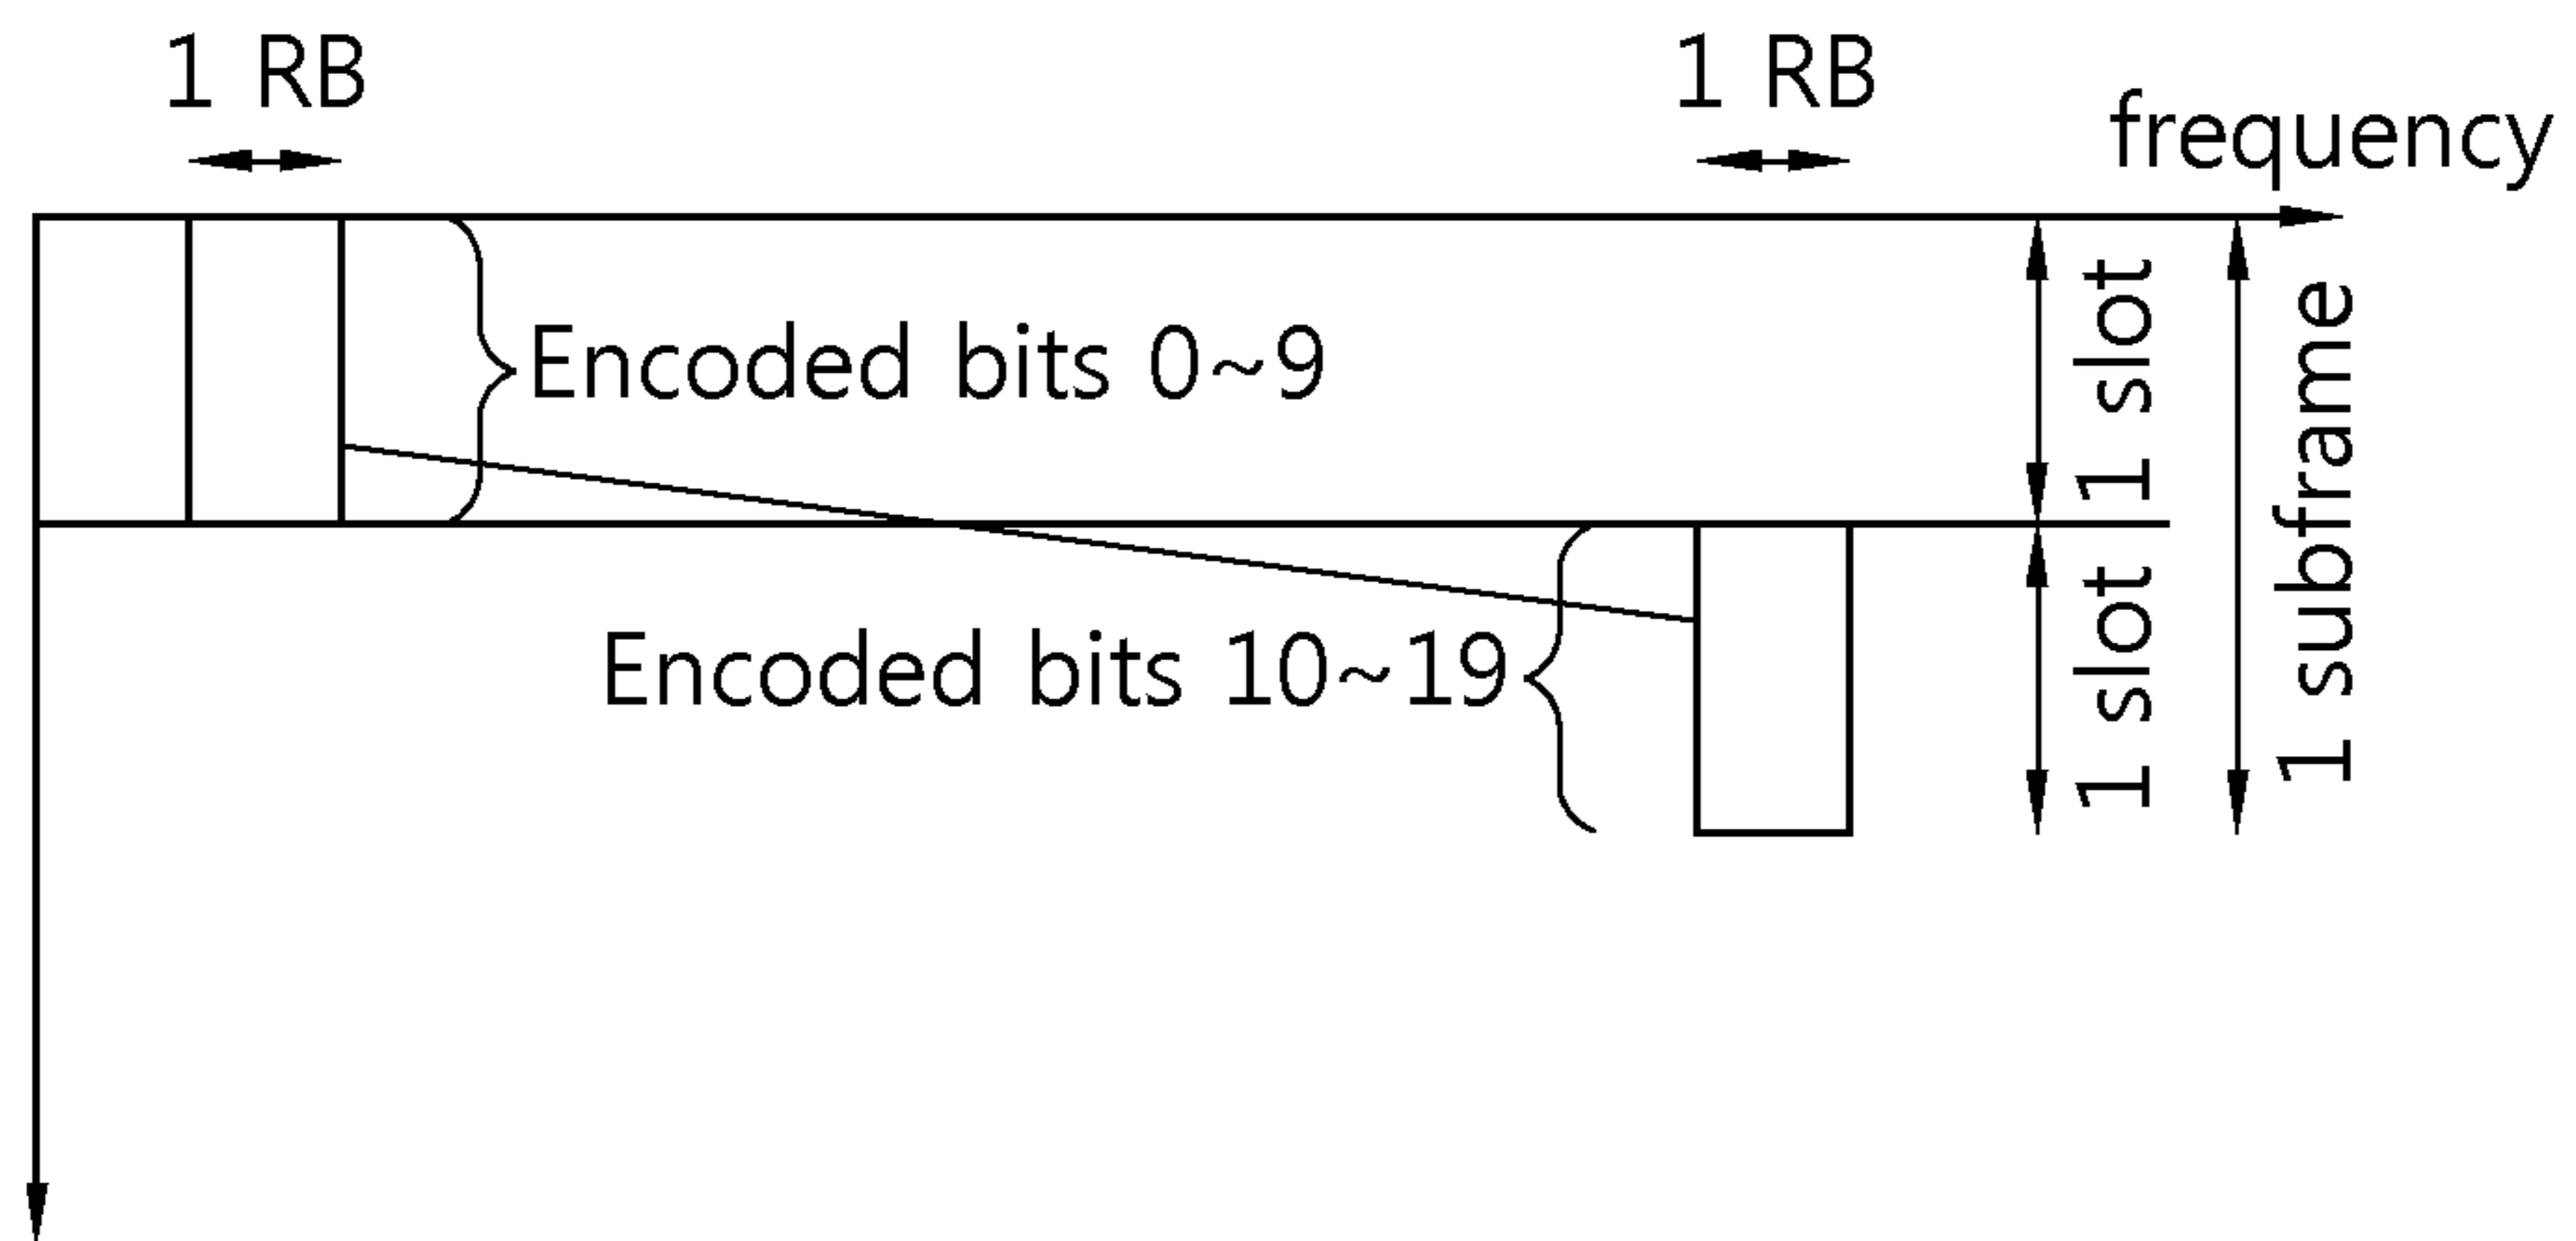 1 RB
1 RB
frequency
Encoded bits 0~9
1 slot
1 subframe
Encoded bits 10~19
1 slot